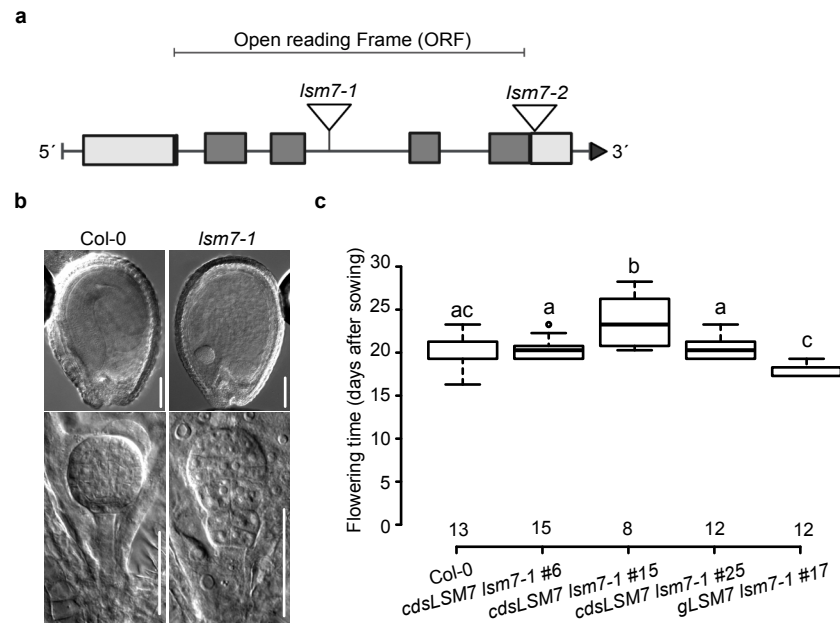 a
Open reading Frame (ORF)
lsm7-1
lsm7-2
5´
3´
b
Col-0
lsm7-1
c
Flowering time (days after sowing)
30
25
20
15
10
5
0
ac
a
b
a
c
13
15
8
12
12
Col-0
cdsLSM7 lsm7-1 #6
cdsLSM7 lsm7-1 #15
cdsLSM7 lsm7-1 #25
gLSM7 lsm7-1 #17